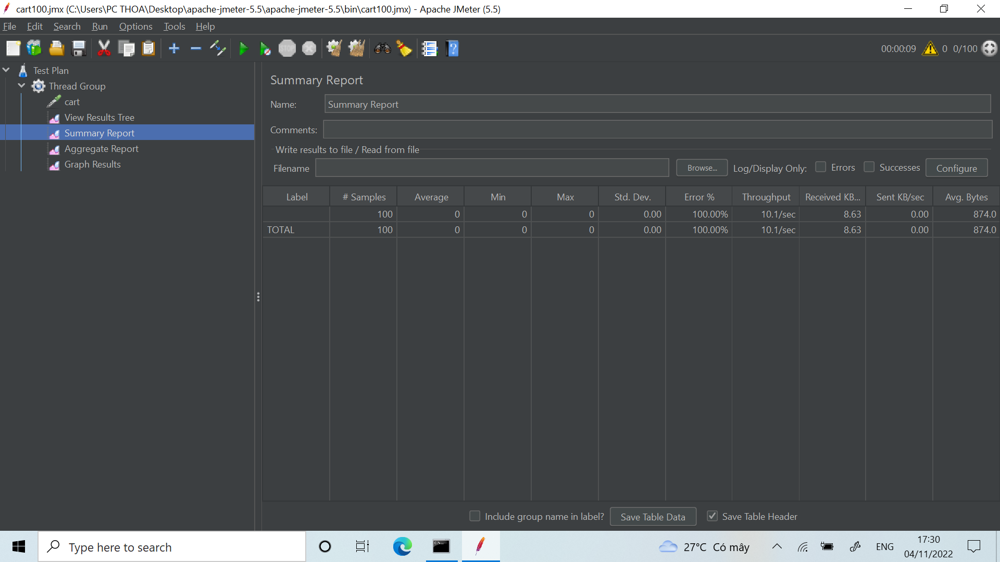 cart100.jmx (C:\Users\PC THOA\Desktop\apache-jmeter-5.5\apache-jmeter-5.5\bin\cart100.jmx) - Apache JMeter (5.5)
File Edit Search Run Options Tools Help
STOP
00:00:09 0 0/100
Test Plan
Thread Group
cart
View Results Tree
Summary Report
Aggregate Report
Graph Results
Summary Report
Name: Summary Report
Comments:
Write results to file / Read from file
Filename Browse... Log/Display Only: Errors Successes Configure
Label # Samples Average Min Max Std. Dev. Error % Throughput Received KB... Sent KB/sec Avg. Bytes
100 0 0 0 0.00 100.00% 10.1/sec 8.63 0.00 874.0
TOTAL 100 0 0 0 0.00 100.00% 10.1/sec 8.63 0.00 874.0
Include group name in label? Save Table Data Save Table Header
Type here to search
27°C Có mây
ENG
17:30
04/11/2022